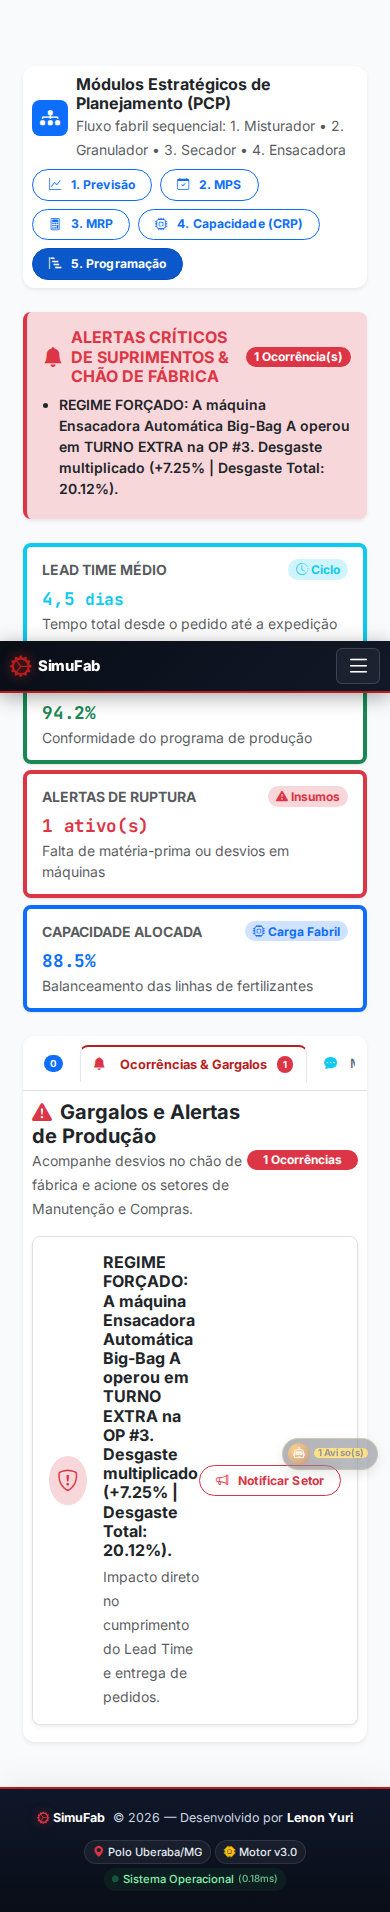 Módulos Estratégicos de
Planejamento (PCP)
Fluxo fabril sequencial: 1. Misturador • 2.
Granulador • 3. Secador • 4. Ensacadora
1. Previsão
2. MPS
3. MRP
4. Capacidade (CRP)
5. Programação
ALERTAS CRÍTICOS
DE SUPRIMENTOS &
CHÃO DE FÁBRICA
1 Ocorrência(s)
• REGIME FORÇADO: A máquina
Ensacadora Automática Big-Bag A operou
em TURNO EXTRA na OP #3. Desgaste
multiplicado (+7.25% | Desgaste Total:
20.12%).
LEAD TIME MÉDIO
Ciclo
4,5 dias
Tempo total desde o pedido até a expedição
SimuFab
94.2%
Conformidade do programa de produção
ALERTAS DE RUPTURA
Insumos
1 ativo(s)
Falta de matéria-prima ou desvios em
máquinas
CAPACIDADE ALOCADA
Carga Fabril
88.5%
Balanceamento das linhas de fertilizantes
0
Ocorrências & Gargalos 1
Gargalos e Alertas
de Produção
Acompanhe desvios no chão de
fábrica e acione os setores de
Manutenção e Compras.
1 Ocorrências
REGIME
FORÇADO:
A máquina
Ensacadora
Automática
Big-Bag A
operou em
TURNO
EXTRA na
OP #3.
Desgaste
multiplicado
(+7.25% |
Desgaste
Total:
20.12%).
Notificar Setor
1 Aviso(s)
Impacto direto
no
cumprimento
do Lead Time
e entrega de
pedidos.
SimuFab © 2026 — Desenvolvido por Lenon Yuri
Polo Uberaba/MG
Motor v3.0
Sistema Operacional (0.18ms)